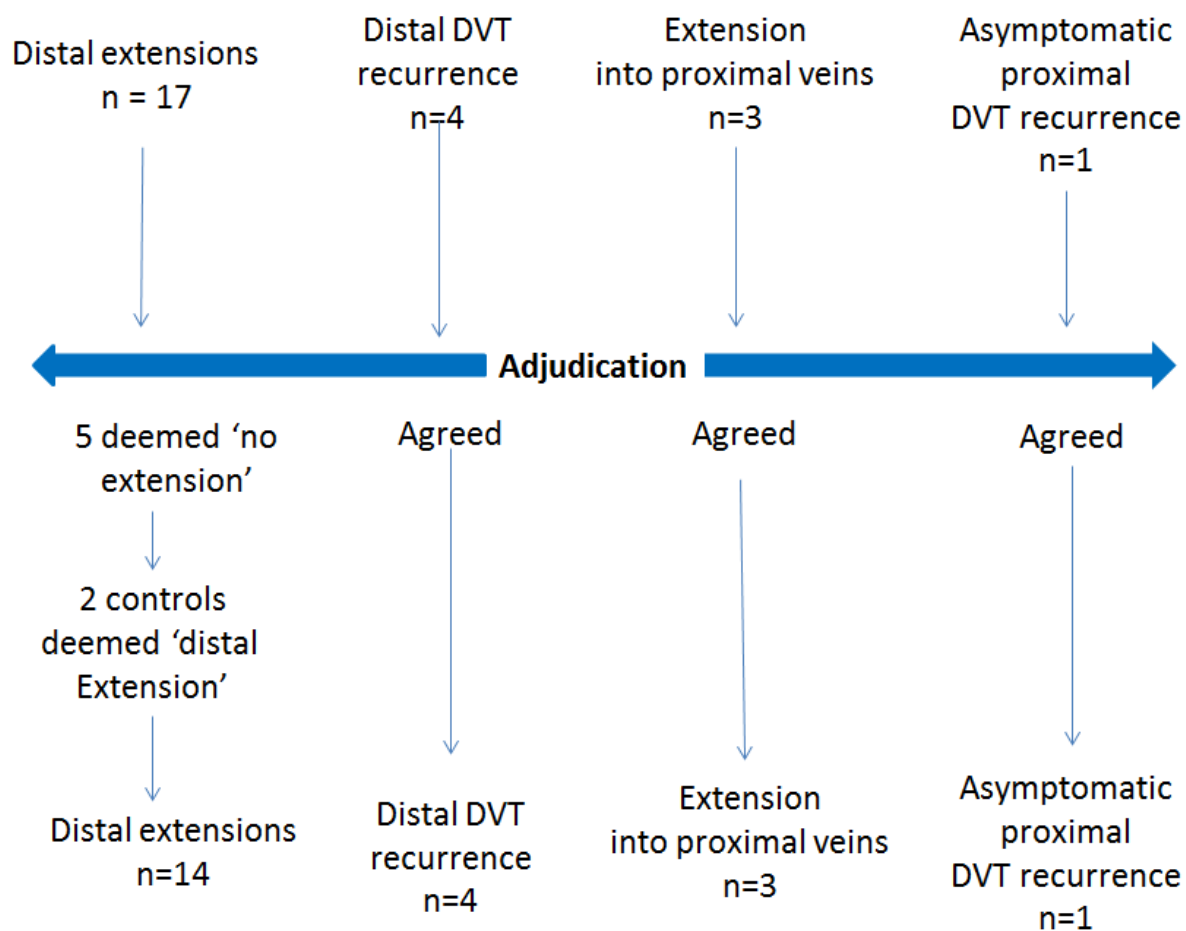 Distal extensions
n = 17
Distal DVT
recurrence
n=4
Extension
into proximal veins
n=3
Asymptomatic
proximal
DVT recurrence
n=1
Adjudication
5 deemed ‘no
extension’
2 controls
deemed ‘distal
Extension’
Distal extensions
n=14
Agreed
Distal DVT
recurrence
n=4
Agreed
Extension
into proximal veins
n=3
Agreed
Asymptomatic
proximal
DVT recurrence
n=1